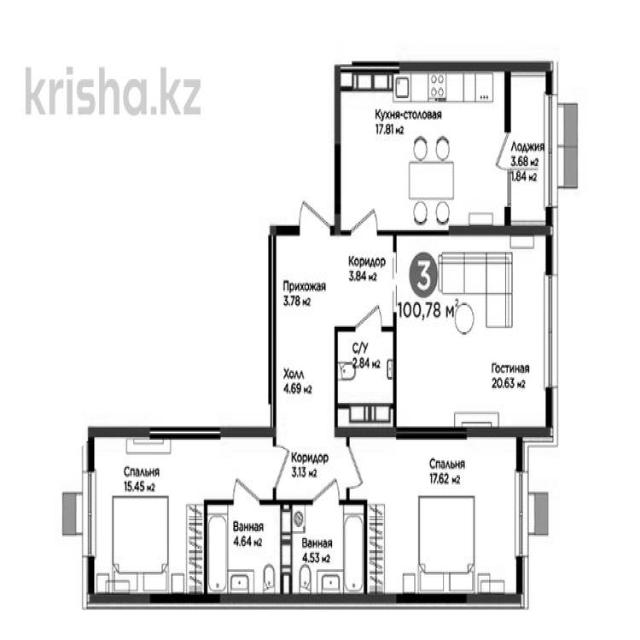 krisha.kz
Кухня-столовая
17.81 м2
Лоджия
3.68 м2
1.84 м2
Коридор
3.84 м2
3
100,78 м2
Прихожая
3.78 м2
С/У
2.84 м2
Холл
4.69 м2
Гостиная
20.63 м2
Спальня
15.45 м2
Коридор
3.13 м2
Спальня
17.62 м2
Ванная
4.64 м2
Ванная
4.53 м2